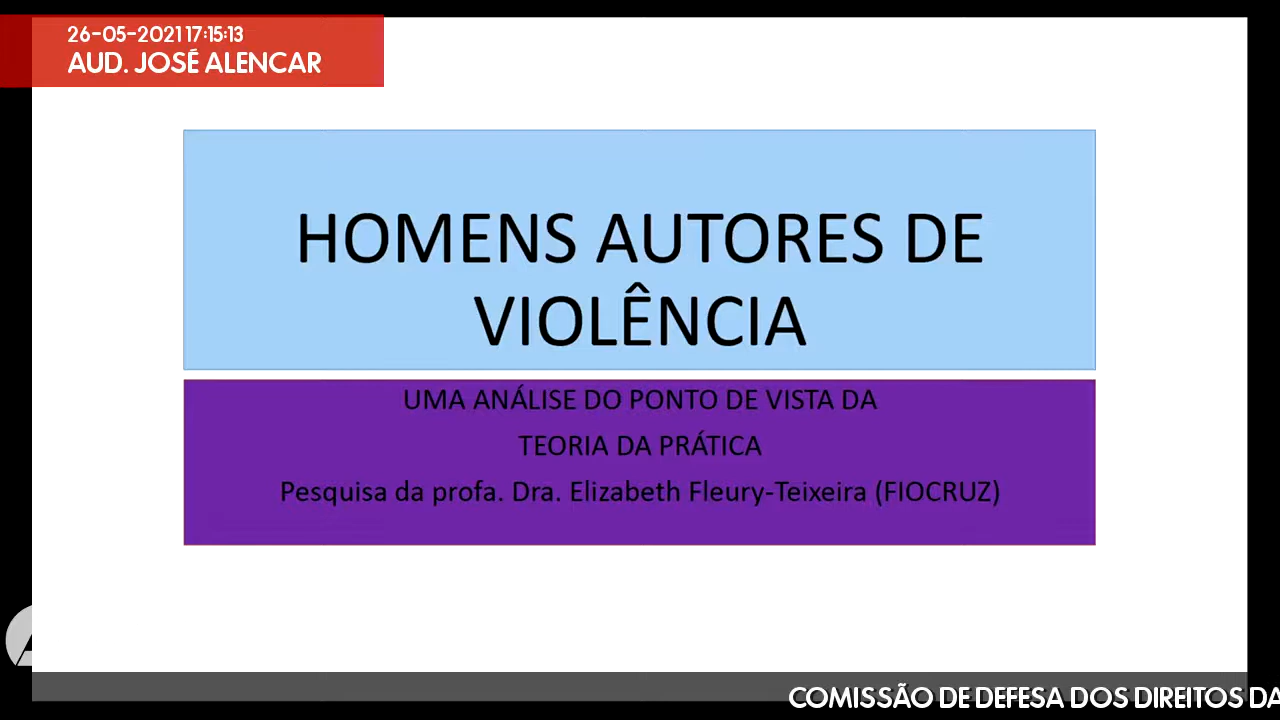 26-05-2021 17:15:13
AUD. JOSÉ ALENCAR
HOMENS AUTORES DE
VIOLÊNCIA
UMA ANÁLISE DO PONTO DE VISTA DA
TEORIA DA PRÁTICA
Pesquisa da profa. Dra. Elizabeth Fleury-Teixeira (FIOCRUZ)
COMISSÃO DE DEFESA DOS DIREITOS DA